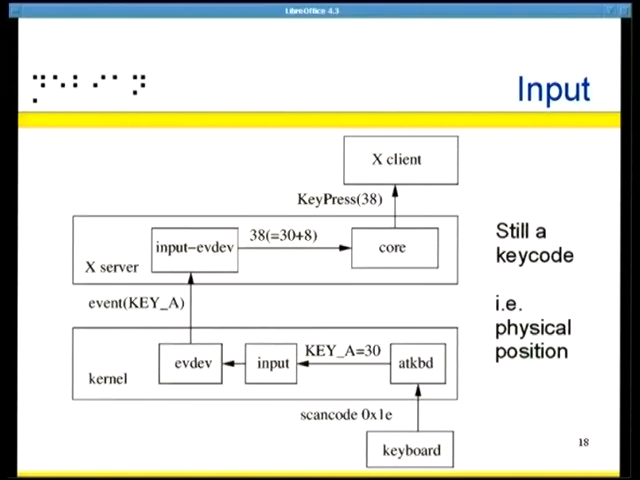 LibreOffice 4.3
Input
X client
KeyPress(38)
input-evdev
38(=30+8)
core
X server
Still a
keycode
event(KEY_A)
i.e.
physical
position
evdev
input
KEY_A=30
atkbd
kernel
scancode 0x1e
keyboard
18